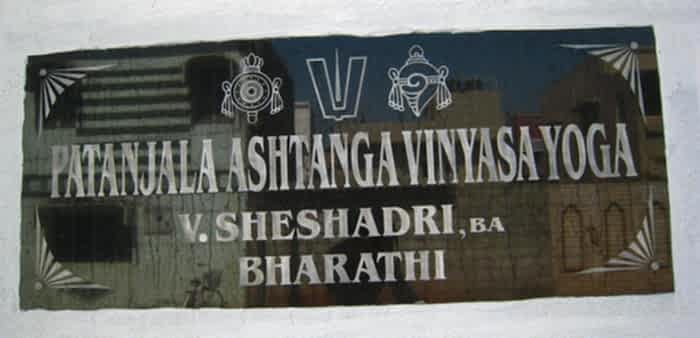 PATANJALA ASHTANGA VINYASA YOGA
V. SHESHADRI, BA
BHARATHI